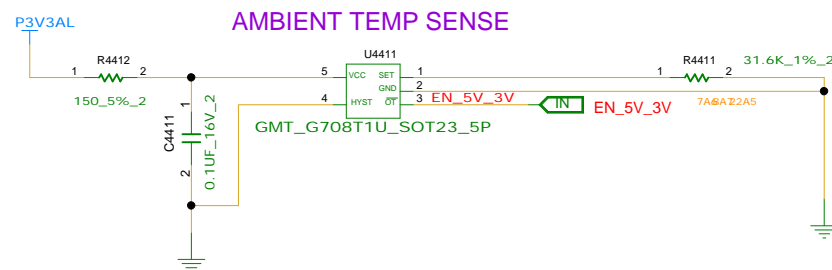 P3V3AL
AMBIENT TEMP SENSE
R4412
1
2
150_5%_2
U4411
5
VCC
SET
1
GND
2
4
HYST
OT
3
EN_5V_3V
IN
EN_5V_3V
GMT_G708T1U_SOT23_5P
R4411
1
2
31.6K_1%_2
1
C4411
0.1UF_16V_2
2